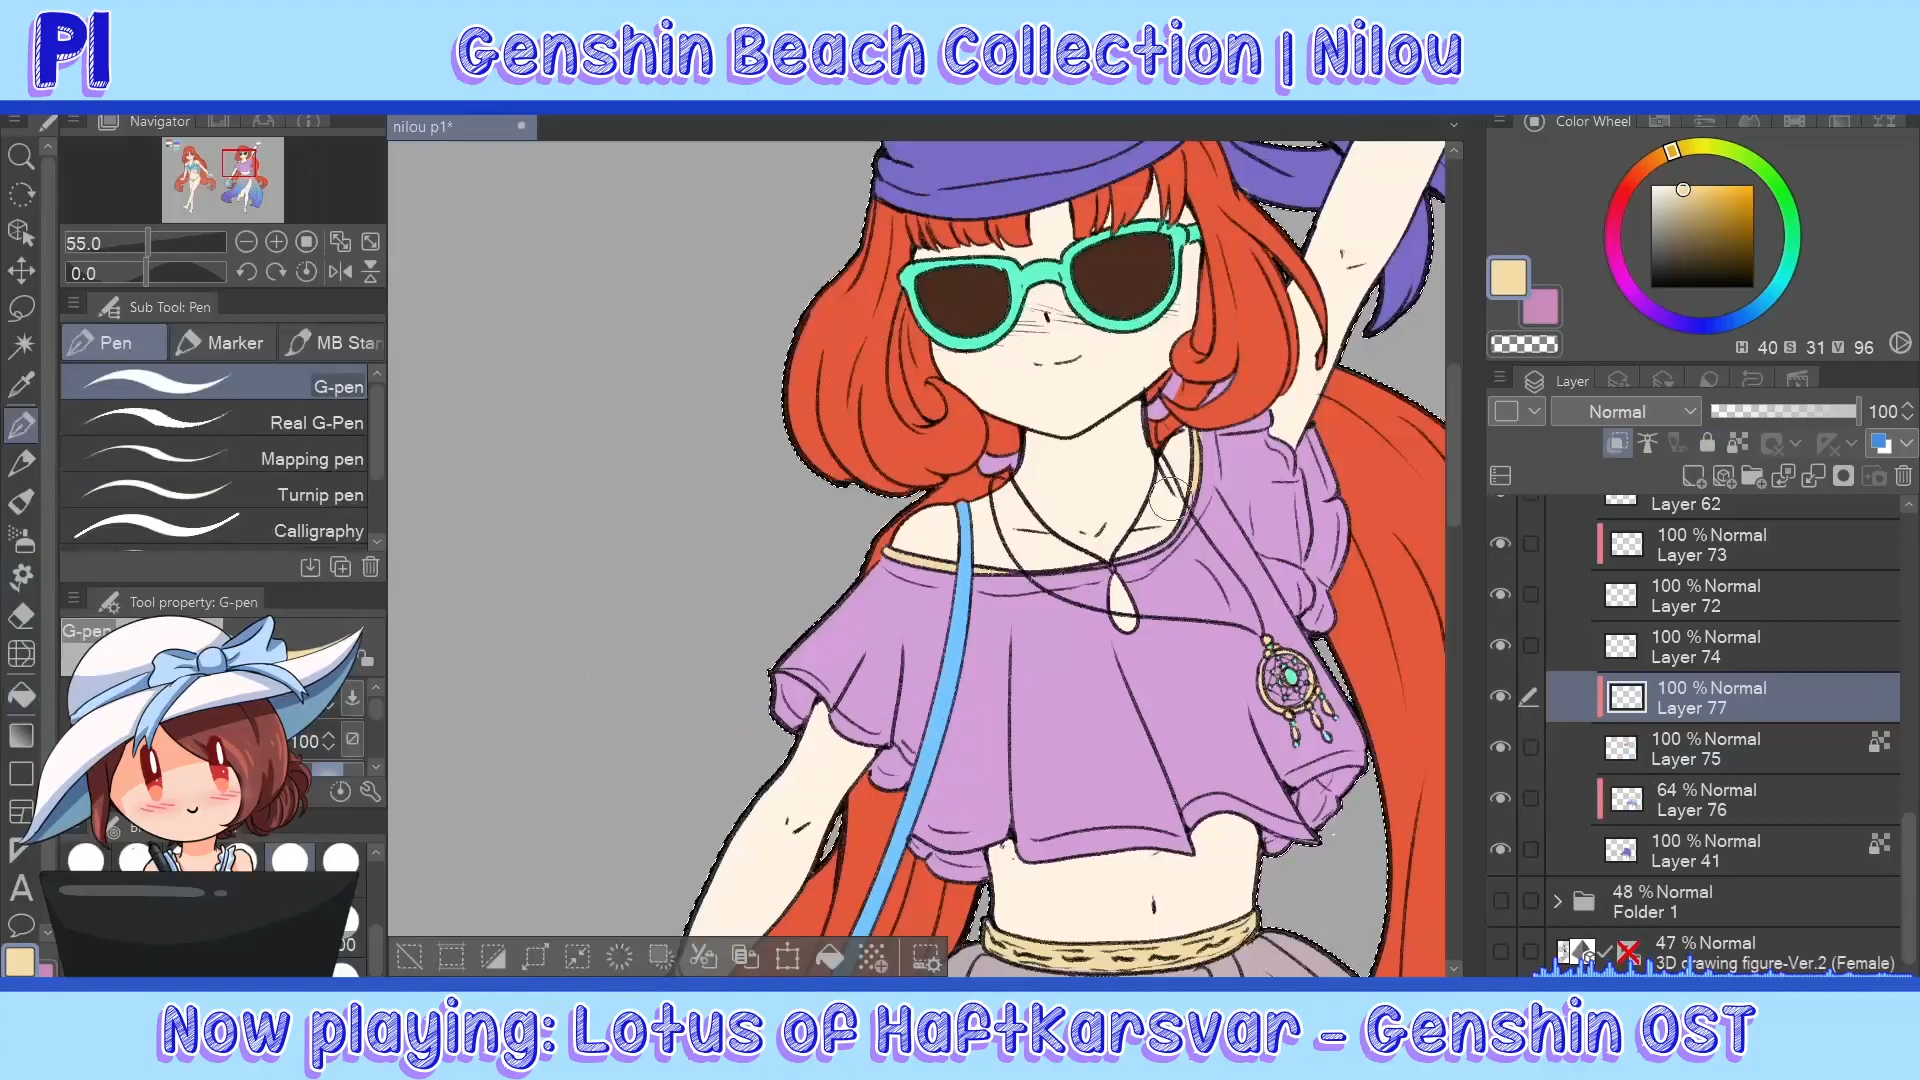 P1
Genshin Beach Collection | Nilou
Navigator
nilou p1*
Color Wheel
55.0
0.0
Sub Tool: Pen
Pen
Marker
MB Star
G-pen
Real G-Pen
Mapping pen
Turnip pen
Calligraphy
Tool property: G-pen
G-pen
100
H 40 S 31 V 96
Layer
Normal
100
Layer 62
100 % Normal
Layer 73
100 % Normal
Layer 72
100 % Normal
Layer 74
100 % Normal
Layer 77
100 % Normal
Layer 75
64 % Normal
Layer 76
100 % Normal
Layer 41
48 % Normal
Folder 1
47 % Normal
3D drawing figure-Ver.2 (Female)
Now playing: Lotus of Haftkarsvar - Genshin OST